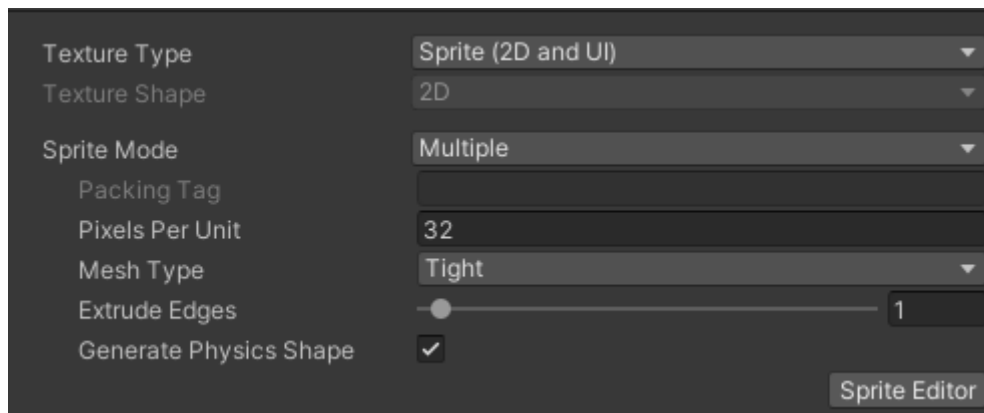 Texture Type Sprite (2D and UI)
Texture Shape 2D
Sprite Mode Multiple
Packing Tag
Pixels Per Unit 32
Mesh Type Tight
Extrude Edges 1
Generate Physics Shape
Sprite Editor